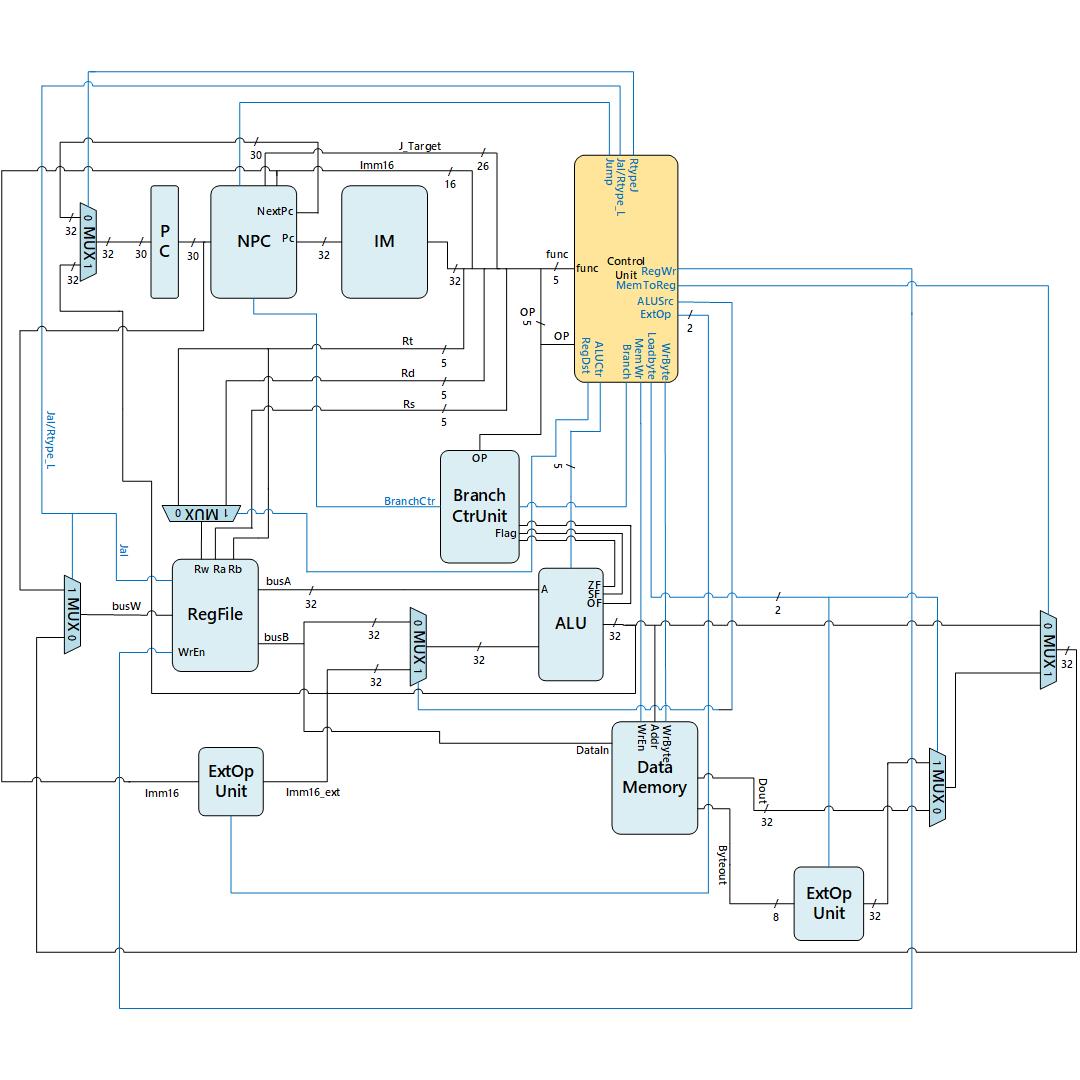 J_Target
30
26
Imm16
16
Jump
Jal/Rtype_L
RtypeJ
0
MUX
1
32
32
32
30
P
C
30
NPC
NextPc
Pc
32
IM
32
func
5
func
Control
Unit
RegWr
MemToReg
ALUSrc
ExtOp
2
OP
5
OP
RegDst
ALUCtr
Branch
MemWr
Loadbyte
WrByte
Rt
5
Rd
5
Rs
5
Jal/Rtype_L
OP
Branch
CtrUnit
Flag
BranchCtr
5
0
MUX
1
Jal
Rw Ra Rb
RegFile
WrEn
busA
32
busB
busW
1
MUX
0
32
32
0
MUX
1
32
A
ALU
ZF
SF
OF
32
2
0
MUX
1
32
WrEn
Addr
WrByte
DataIn
Data
Memory
Dout
32
Byteout
1
MUX
0
ExtOp
Unit
Imm16
Imm16_ext
8
ExtOp
Unit
32